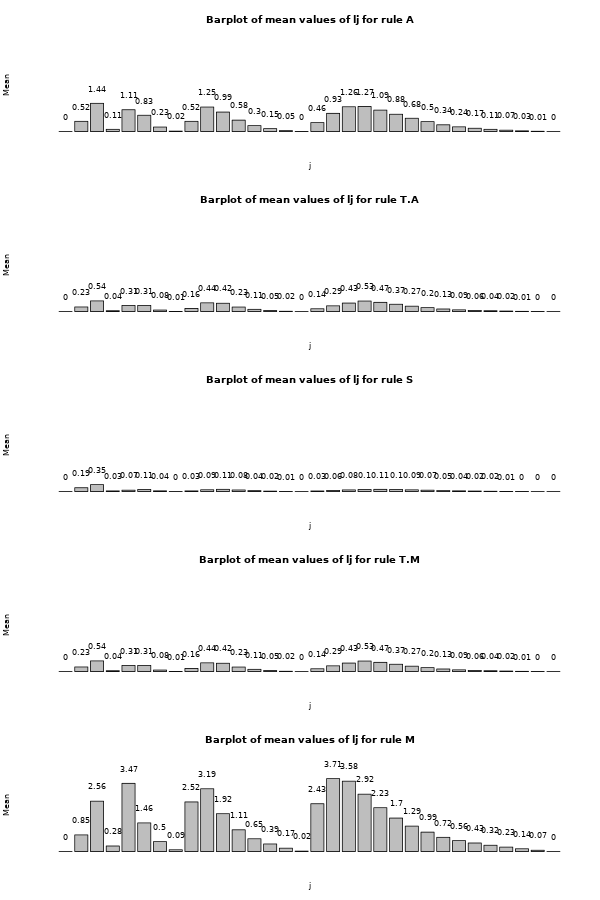 Barplot of mean values of lj for rule A
Mean
0 0.52 1.44 0.11 1.11 0.83 0.23 0.02 0.52 1.25 0.99 0.58 0.3 0.15 0.05 0 0.46 0.93 1.26 1.27 1.09 0.88 0.68 0.5 0.34 0.24 0.17 0.11 0.07 0.03 0.01 0
j
Barplot of mean values of lj for rule T.A
Mean
0 0.23 0.54 0.04 0.31 0.31 0.08 0.01 0.16 0.44 0.42 0.23 0.11 0.05 0.02 0 0.14 0.29 0.43 0.53 0.47 0.37 0.27 0.2 0.13 0.09 0.06 0.04 0.02 0.01 0 0
j
Barplot of mean values of lj for rule S
Mean
0 0.19 0.35 0.03 0.07 0.11 0.04 0 0.03 0.09 0.11 0.08 0.04 0.02 0.01 0 0.03 0.06 0.08 0.1 0.11 0.1 0.09 0.07 0.05 0.04 0.02 0.02 0.01 0 0 0
j
Barplot of mean values of lj for rule T.M
Mean
0 0.23 0.54 0.04 0.31 0.31 0.08 0.01 0.16 0.44 0.42 0.23 0.11 0.05 0.02 0 0.14 0.29 0.43 0.53 0.47 0.37 0.27 0.2 0.13 0.09 0.06 0.04 0.02 0.01 0 0
j
Barplot of mean values of lj for rule M
Mean
0 0.85 2.56 0.28 3.47 1.46 0.5 0.09 2.52 3.19 1.92 1.11 0.65 0.39 0.17 0.02 2.43 3.71 3.58 2.92 2.23 1.7 1.29 0.99 0.72 0.56 0.43 0.32 0.23 0.14 0.07 0
j